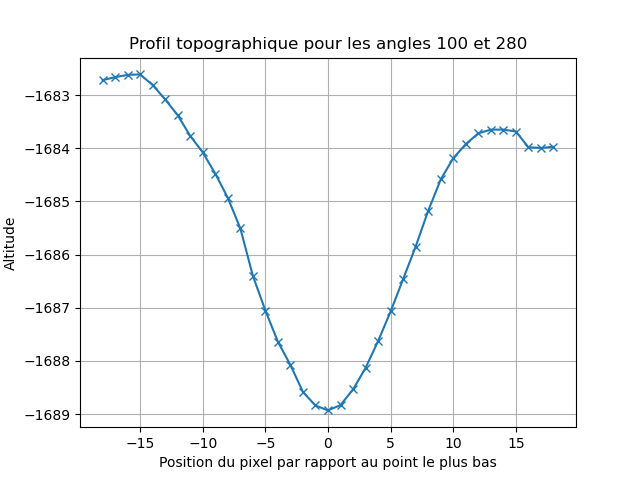 Profil topographique pour les angles 100 et 280
Altitude
−1683
−1684
−1685
−1686
−1687
−1688
−1689
−15 −10 −5 0 5 10 15
Position du pixel par rapport au point le plus bas